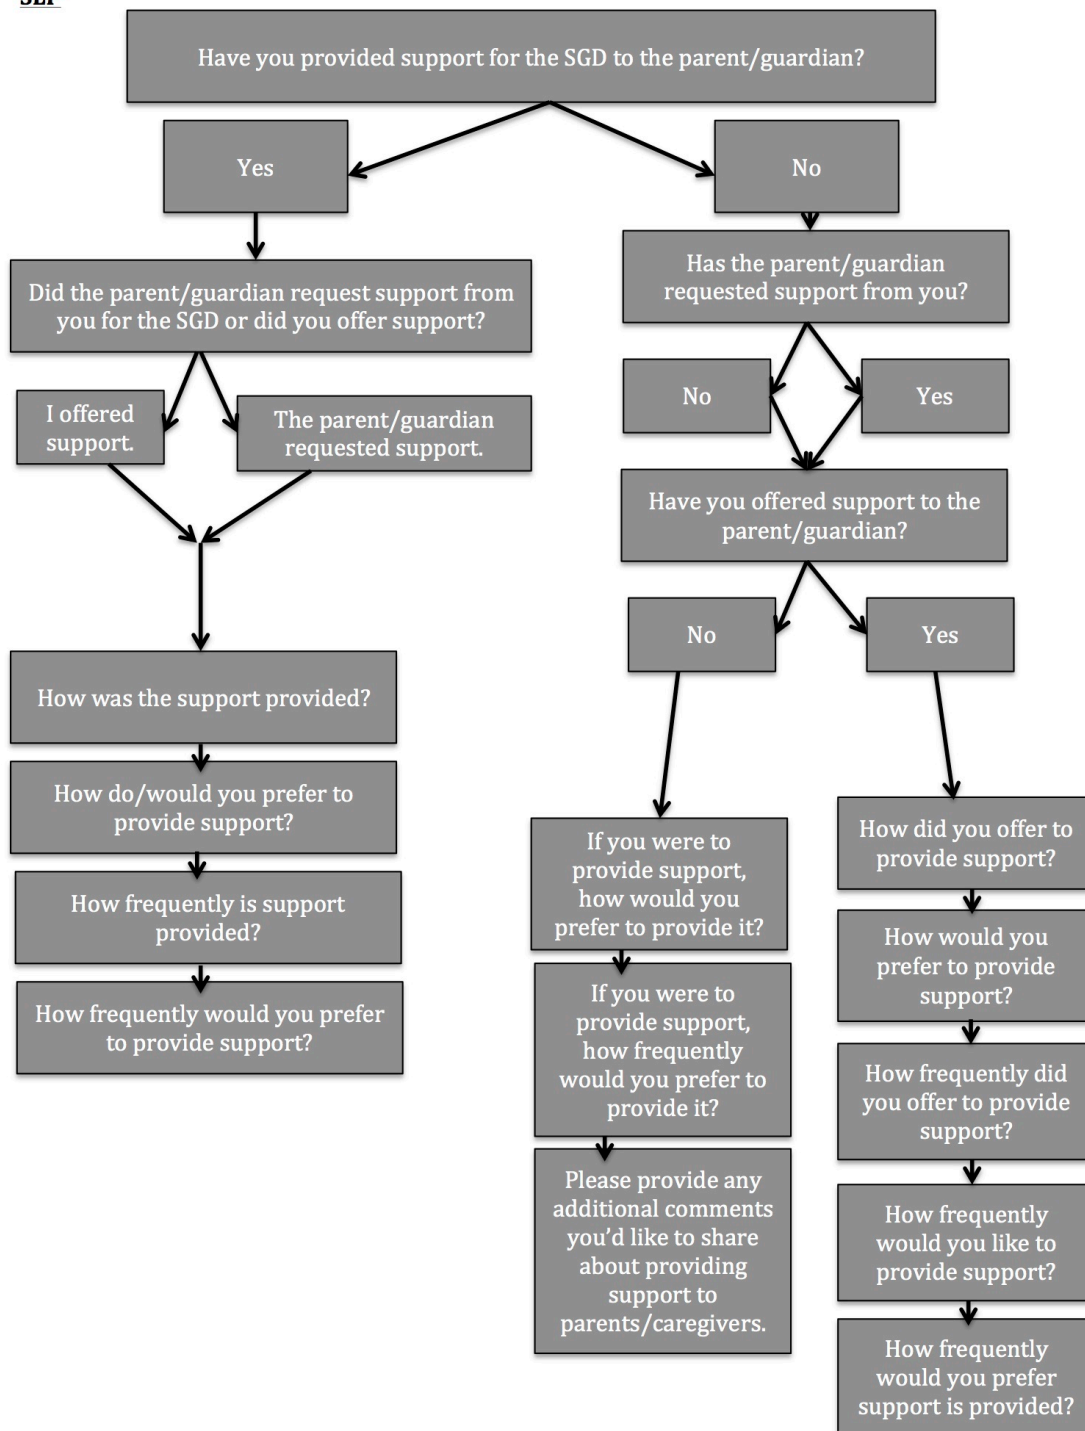 SLP
Have you provided support for the SGD to the parent/guardian?
Yes
No
Did the parent/guardian request support from
you for the SGD or did you offer support?
I offered
support.
The parent/guardian
requested support.
How was the support provided?
How do/would you prefer to
provide support?
How frequently is support
provided?
How frequently would you prefer
to provide support?
Has the parent/guardian
requested support from you?
No
Yes
Have you offered support to the
parent/guardian?
No
Yes
If you were to
provide support,
how would you
prefer to provide it?
If you were to
provide support,
how frequently
would you prefer to
provide it?
Please provide any
additional comments
you’d like to share
about providing
support to
parents/caregivers.
How did you offer to
provide support?
How would you
prefer to provide
support?
How frequently did
you offer to provide
support?
How frequently
would you like to
provide support?
How frequently
would you prefer
support is provided?